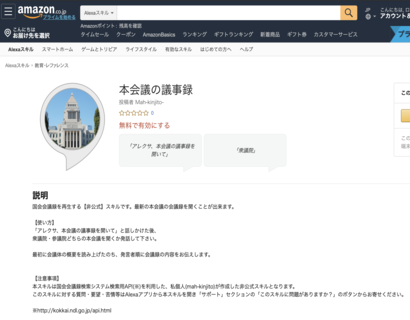 amazon.co.jp
プライムを始める
Alexaスキル
JP
こんにちは
お届け先を選択
Amazonポイント: 残高を確認
こんにちは, ロ
アカウント&
タイムセール クーポン AmazonBasics ランキング ギフトランキング 新着商品 ギフト券 カスタマーサービス
プラ
Alexaスキル スマートホーム ゲームとトリビア ライフスタイル 有効なスキル はじめての方へ ヘルプ
Alexaスキル › 教育・レファレンス
本会議の議事録
投稿者 Mah-kinjito-
0
無料で有効にする
「アレクサ、本会議の議事録を
開いて」
「衆議院」
説明
国会会議録を再生する【非公式】スキルです。最新の本会議の会議録を聞くことが出来ます。
【使い方】
「アレクサ、本会議の議事録を開いて」と話しかけた後、
衆議院・参議院どちらの本会議を聞くか発話して下さい。
最初に会議体の概要を読み上げたのち、発言者順に会議録の内容をお伝えします。
【注意事項】
本スキルは国会会議録検索システム検索用API(※)を利用した、私個人(mah-kinjito)が作成した非公式スキルとなります。
このスキルに対する質問・要望・苦情等はAlexaアプリから本スキルを開き「サポート」セクションの「このスキルに問題がありますか？」のボタンからお寄せください。
※http://kokkai.ndl.go.jp/api.html